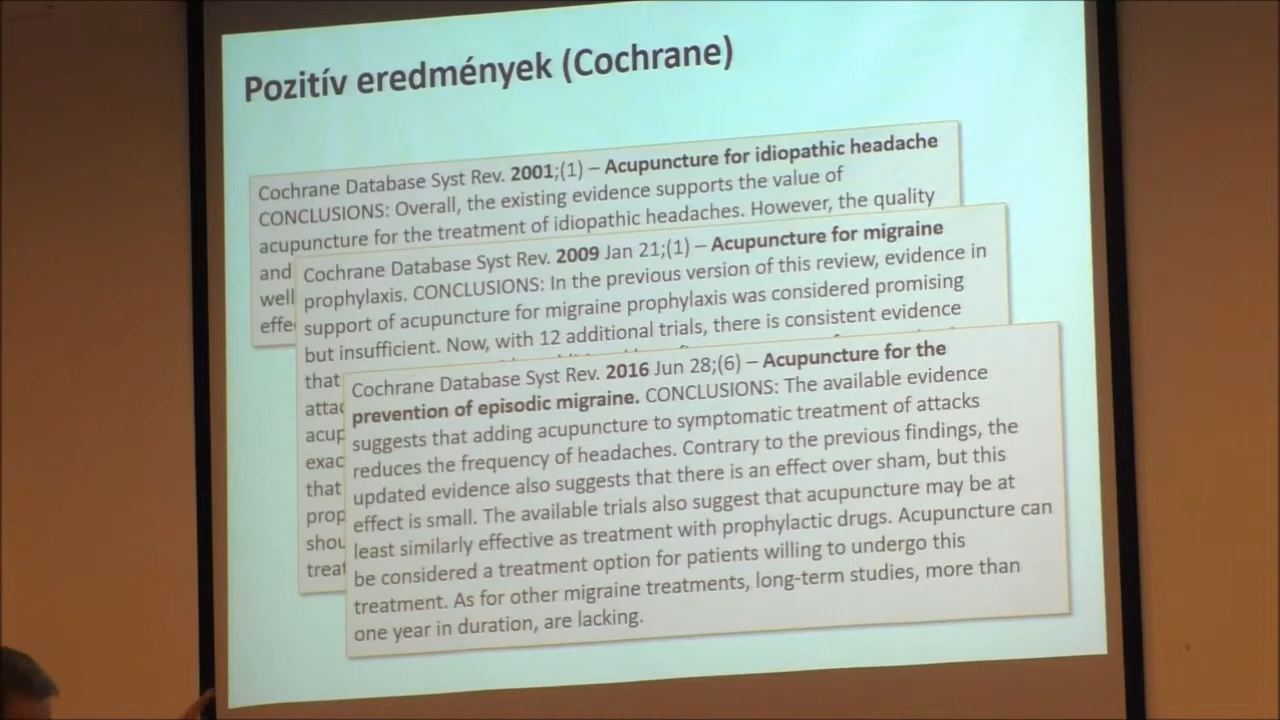 Pozitív eredmények (Cochrane)
Cochrane Database Syst Rev. 2001;(1) – Acupuncture for idiopathic headache
CONCLUSIONS: Overall, the existing evidence supports the value of
acupuncture for the treatment of idiopathic headaches. However, the quality
and
well
Cochrane Database Syst Rev. 2009 Jan 21;(1) – Acupuncture for migraine
prophylaxis. CONCLUSIONS: In the previous version of this review, evidence in
support of acupuncture for migraine prophylaxis was considered promising
but insufficient. Now, with 12 additional trials, there is consistent evidence
that
that
Cochrane Database Syst Rev. 2016 Jun 28;(6) – Acupuncture for the
prevention of episodic migraine. CONCLUSIONS: The available evidence
suggests that adding acupuncture to symptomatic treatment of attacks
reduces the frequency of headaches. Contrary to the previous findings, the
updated evidence also suggests that there is an effect over sham, but this
effect is small. The available trials also suggest that acupuncture may be at
least similarly effective as treatment with prophylactic drugs. Acupuncture can
be considered a treatment option for patients willing to undergo this
treatment. As for other migraine treatments, long-term studies, more than
one year in duration, are lacking.